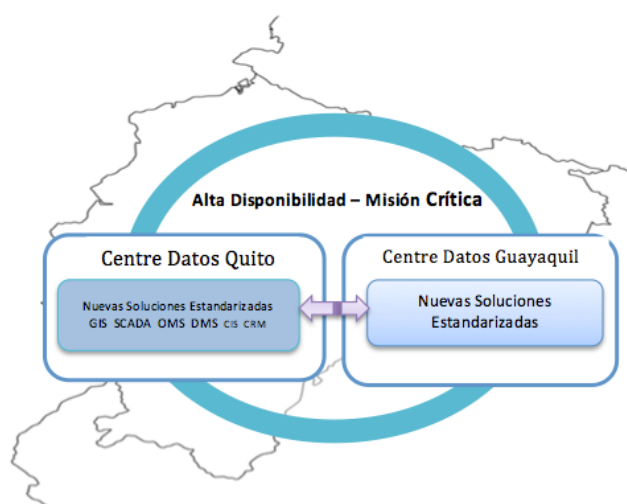 Alta Disponibilidad – Misión Crítica
Centre Datos Quito
Nuevas Soluciones Estandarizadas
GIS SCADA OMS DMS CIS CRM
Centre Datos Guayaquil
Nuevas Soluciones
Estandarizadas